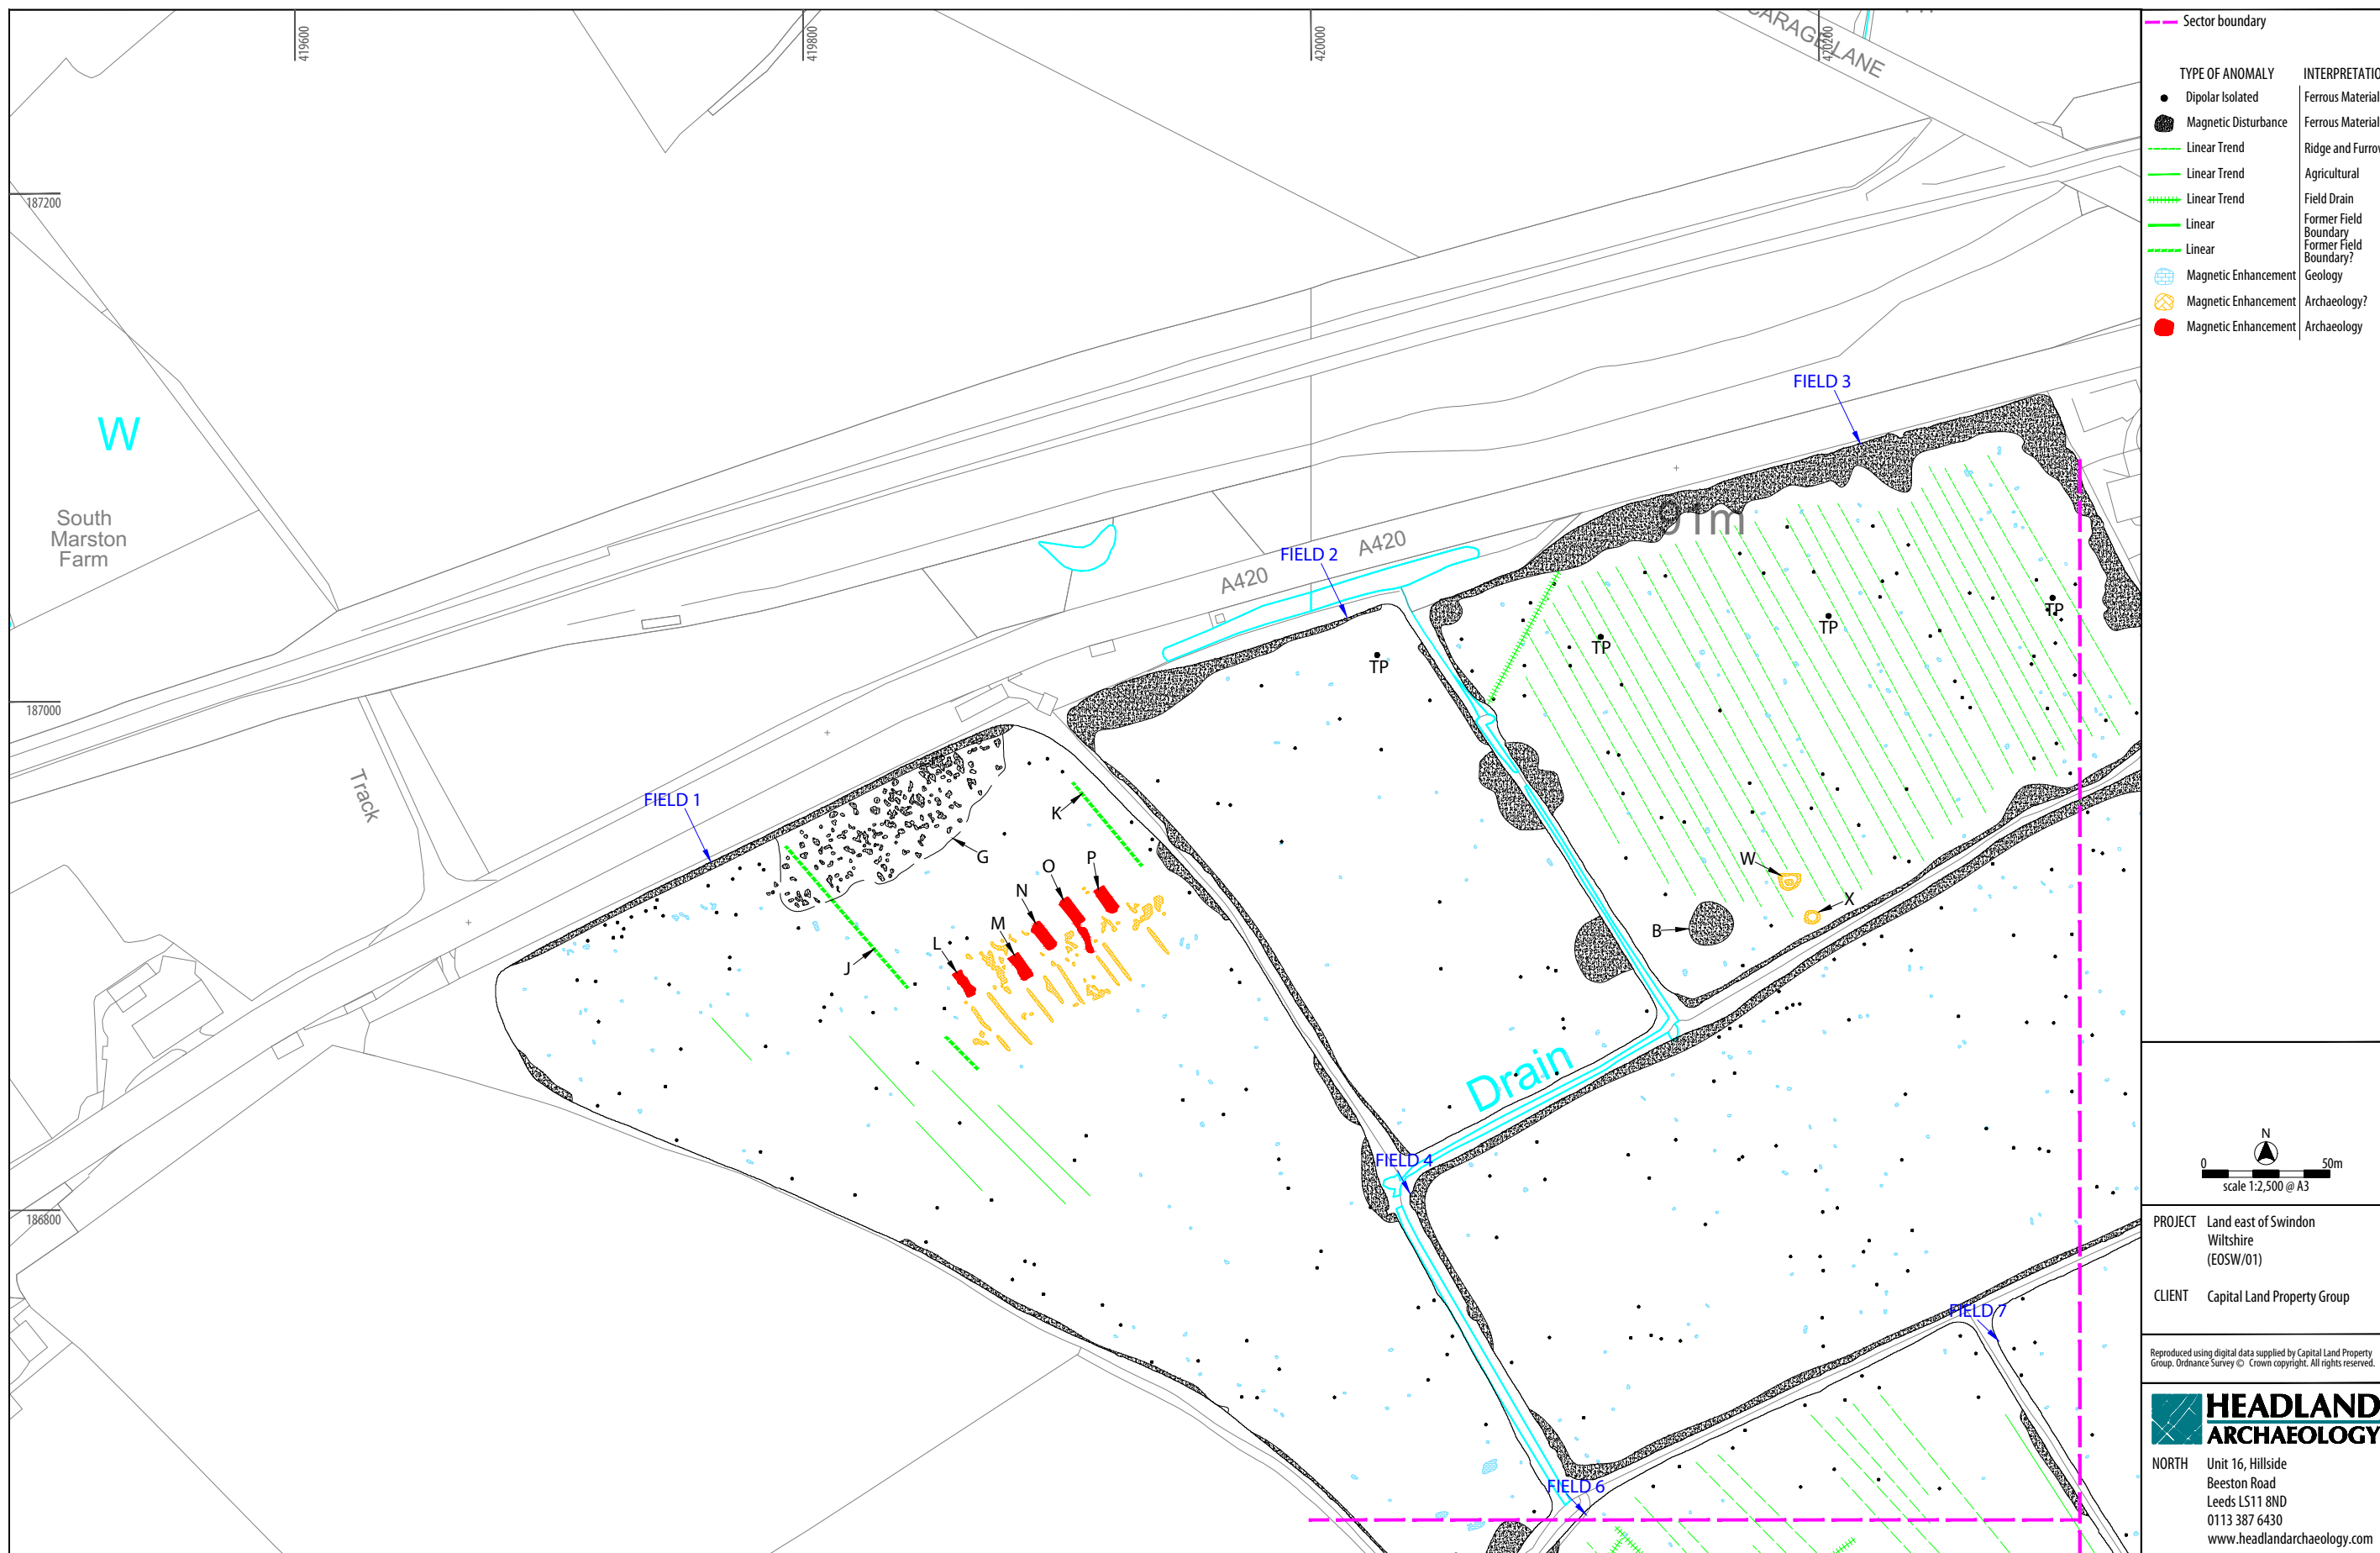 419600
419800
420000
420200
187200
187000
186800
W
South
Marston
Farm
Track
A420
A420
91m
Drain
FIELD 1
FIELD 2
FIELD 3
FIELD 4
FIELD 6
FIELD 7
TP
TP
TP
TP
G
J
K
L
M
N
O
P
B
W
X
Sector boundary
TYPE OF ANOMALY INTERPRETATIO
Dipolar Isolated Ferrous Material
Magnetic Disturbance Ferrous Material
Linear Trend Ridge and Furrow
Linear Trend Agricultural
Linear Trend Field Drain
Linear Former Field
Boundary
Linear Former Field
Boundary?
Magnetic Enhancement Geology
Magnetic Enhancement Archaeology?
Magnetic Enhancement Archaeology
N
0 50m
scale 1:2,500 @ A3
PROJECT Land east of Swindon
Wiltshire
(EOSW/01)
CLIENT Capital Land Property Group
Reproduced using digital data supplied by Capital Land Property
Group. Ordnance Survey © Crown copyright. All rights reserved.
HEADLAND
ARCHAEOLOGY
NORTH Unit 16, Hillside
Beeston Road
Leeds LS11 8ND
0113 387 6430
www.headlandarchaeology.com